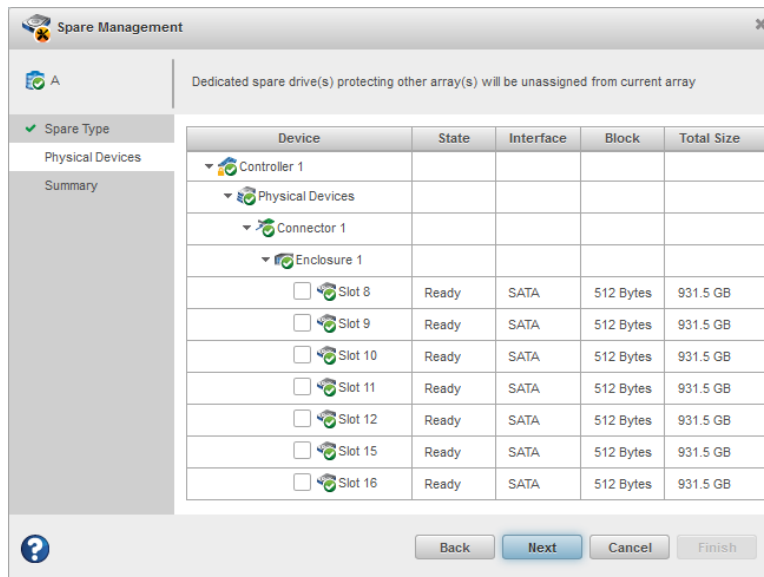 Spare Management
A
Dedicated spare drive(s) protecting other array(s) will be unassigned from current array
Spare Type
Physical Devices
Summary
Device State Interface Block Total Size
Controller 1
Physical Devices
Connector 1
Enclosure 1
Slot 8 Ready SATA 512 Bytes 931.5 GB
Slot 9 Ready SATA 512 Bytes 931.5 GB
Slot 10 Ready SATA 512 Bytes 931.5 GB
Slot 11 Ready SATA 512 Bytes 931.5 GB
Slot 12 Ready SATA 512 Bytes 931.5 GB
Slot 15 Ready SATA 512 Bytes 931.5 GB
Slot 16 Ready SATA 512 Bytes 931.5 GB
? Back Next Cancel Finish